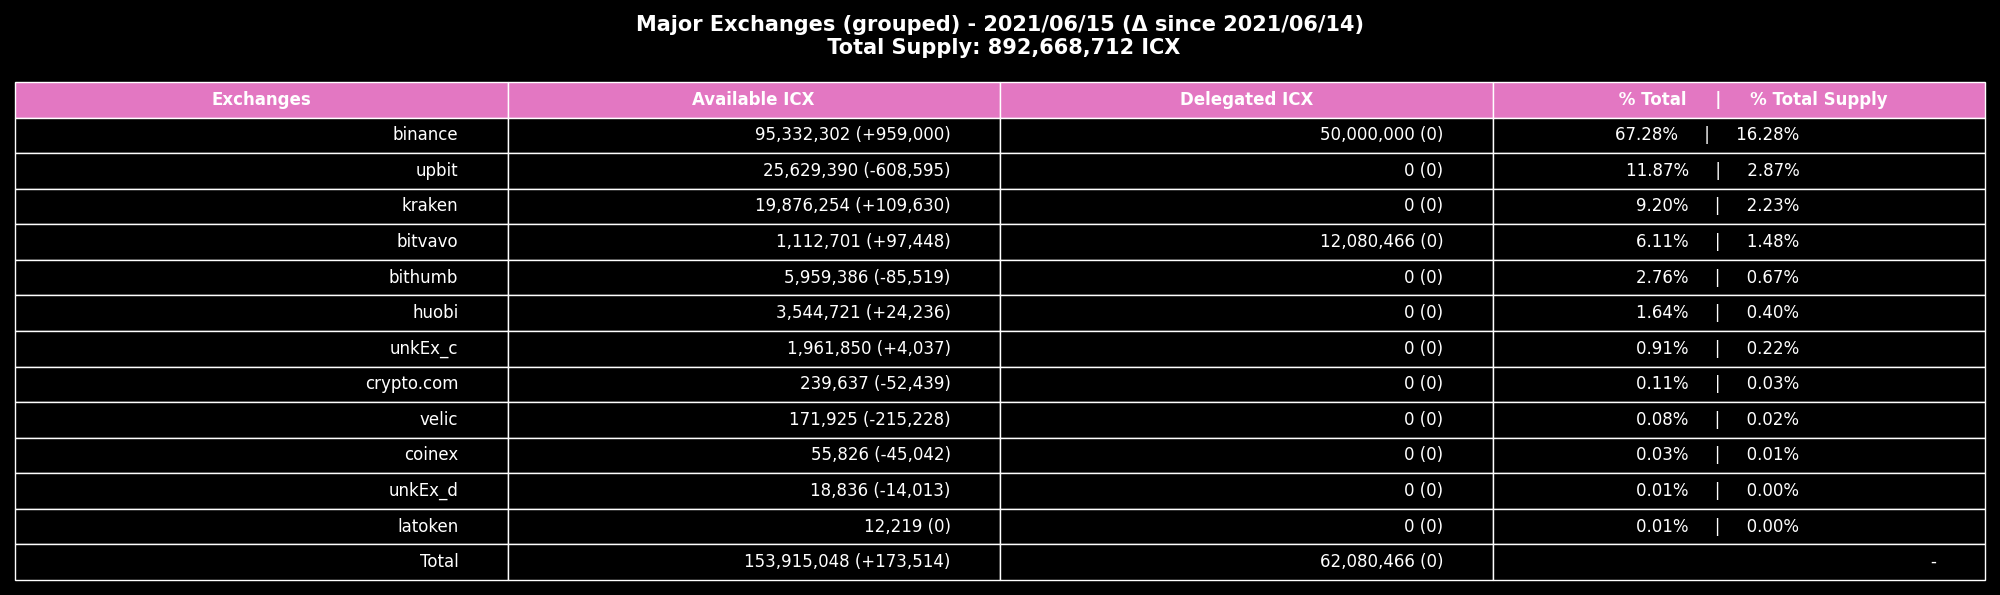 Major Exchanges (grouped) - 2021/06/15 (Δ since 2021/06/14)
Total Supply: 892,668,712 ICX
Exchanges Available ICX Delegated ICX % Total | % Total Supply
binance 95,332,302 (+959,000) 50,000,000 (0) 67.28% | 16.28%
upbit 25,629,390 (-608,595) 0 (0) 11.87% | 2.87%
kraken 19,876,254 (+109,630) 0 (0) 9.20% | 2.23%
bitvavo 1,112,701 (+97,448) 12,080,466 (0) 6.11% | 1.48%
bithumb 5,959,386 (-85,519) 0 (0) 2.76% | 0.67%
huobi 3,544,721 (+24,236) 0 (0) 1.64% | 0.40%
unkEx_c 1,961,850 (+4,037) 0 (0) 0.91% | 0.22%
crypto.com 239,637 (-52,439) 0 (0) 0.11% | 0.03%
velic 171,925 (-215,228) 0 (0) 0.08% | 0.02%
coinex 55,826 (-45,042) 0 (0) 0.03% | 0.01%
unkEx_d 18,836 (-14,013) 0 (0) 0.01% | 0.00%
latoken 12,219 (0) 0 (0) 0.01% | 0.00%
Total 153,915,048 (+173,514) 62,080,466 (0) -